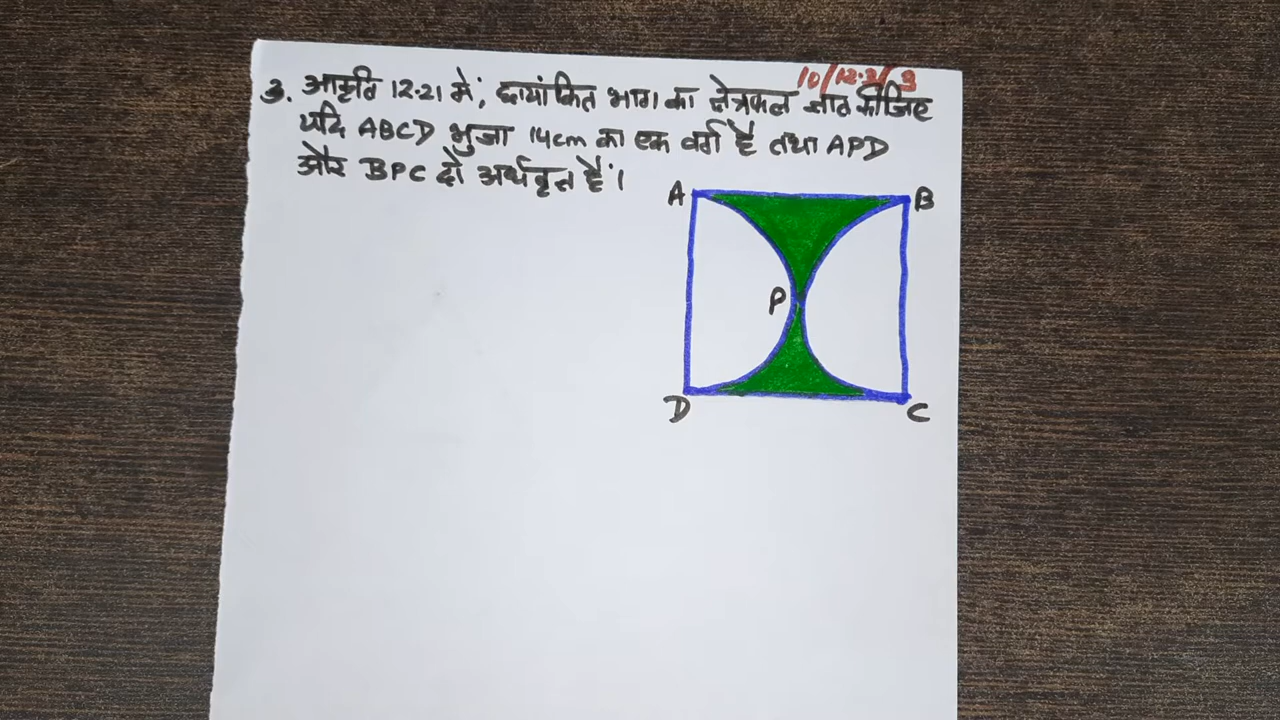 10/12.3/3
3. आकृति 12.21 में, छायांकित भाग का क्षेत्रफल ज्ञात कीजिए
यदि ABCD भुजा 14cm का एक वर्ग है तथा APD
और BPC दो अर्धवृत्त हैं।
A
B
P
D
C